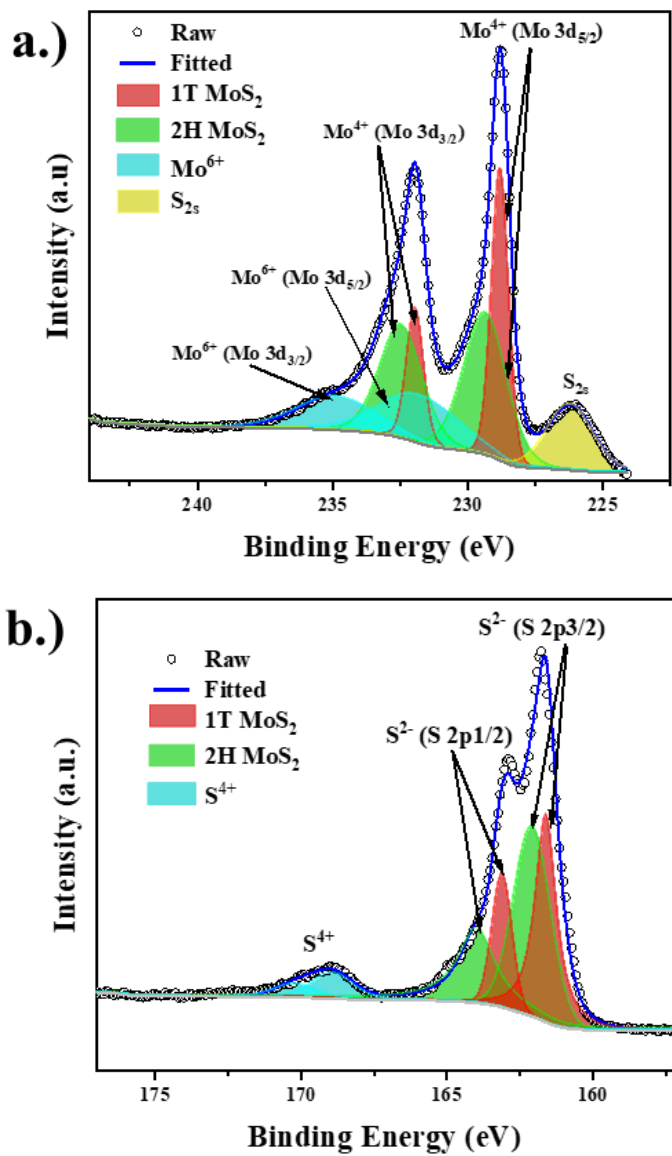 a.)
Raw
Fitted
1T MoS₂
2H MoS₂
Mo⁶⁺
S₂ₛ
Mo⁴⁺ (Mo 3d₅/₂)
Mo⁴⁺ (Mo 3d₃/₂)
Mo⁶⁺ (Mo 3d₅/₂)
Mo⁶⁺ (Mo 3d₃/₂)
S₂ₛ
Intensity (a.u)
240 235 230 225
Binding Energy (eV)
b.)
Raw
Fitted
1T MoS₂
2H MoS₂
S⁴⁺
S²⁻ (S 2p3/2)
S²⁻ (S 2p1/2)
S⁴⁺
Intensity (a.u.)
175 170 165 160
Binding Energy (eV)